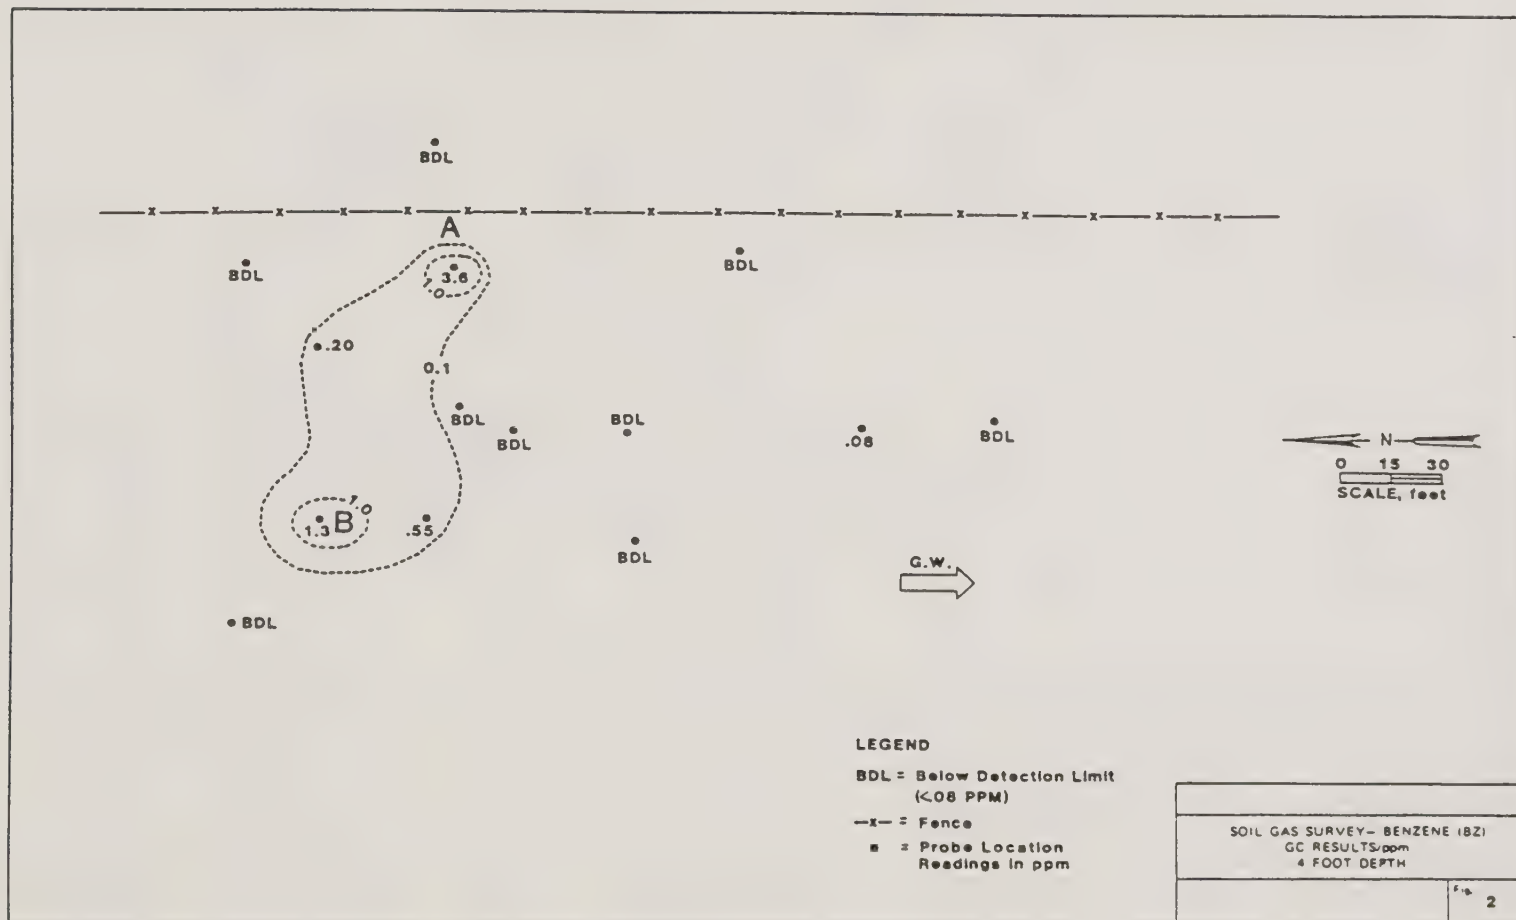 BDL
x x x x x x x x x x x x x x x x x x
A
BDL
3.6
1.0
BDL
.20
0.1
BDL
BDL
BDL
.08
BDL
N
0 15 30
SCALE, feet
1.0
1.3 B
.55
BDL
G.W.
BDL
LEGEND
BDL = Below Detection Limit
(<.08 PPM)
—x— = Fence
= Probe Location
Readings in ppm
SOIL GAS SURVEY- BENZENE (BZ)
GC RESULTS/ppm
4 FOOT DEPTH
Fig. 2